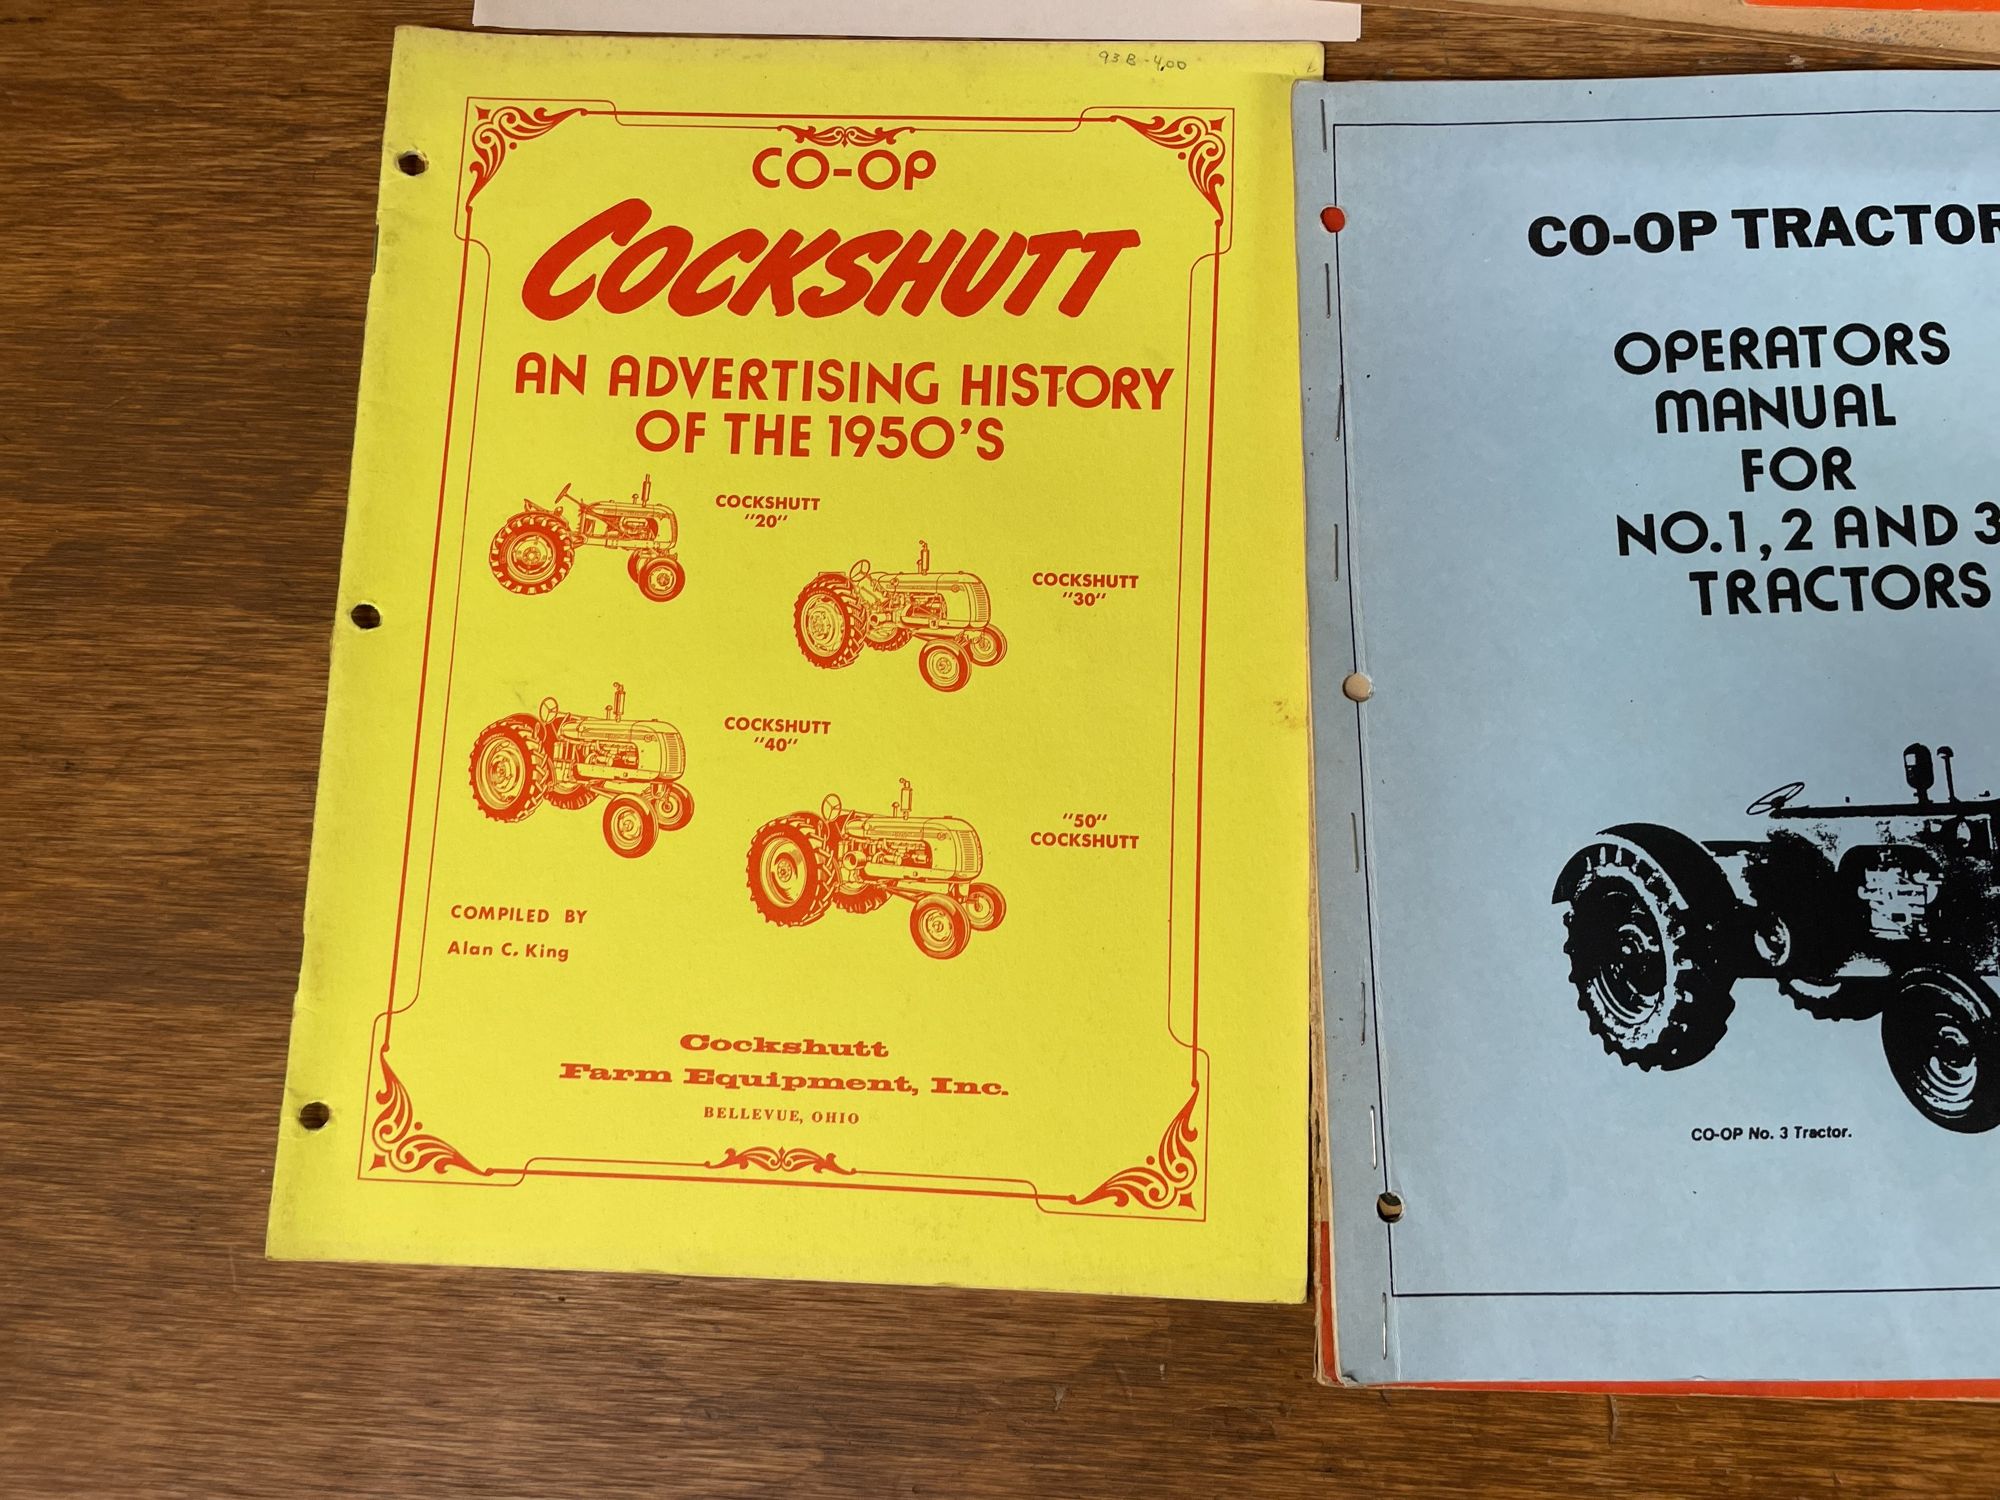 93B-4.00
CO-OP
COCKSHUTT
AN ADVERTISING HISTORY
OF THE 1950'S
COCKSHUTT
"20"
COCKSHUTT
"30"
COCKSHUTT
"40"
"50"
COCKSHUTT
COMPILED BY
Alan C. King
Cockshutt
Farm Equipment, Inc.
BELLEVUE, OHIO
CO-OP TRACTOR
OPERATORS
MANUAL
FOR
NO.1, 2 AND 3
TRACTORS
CO-OP No. 3 Tractor.